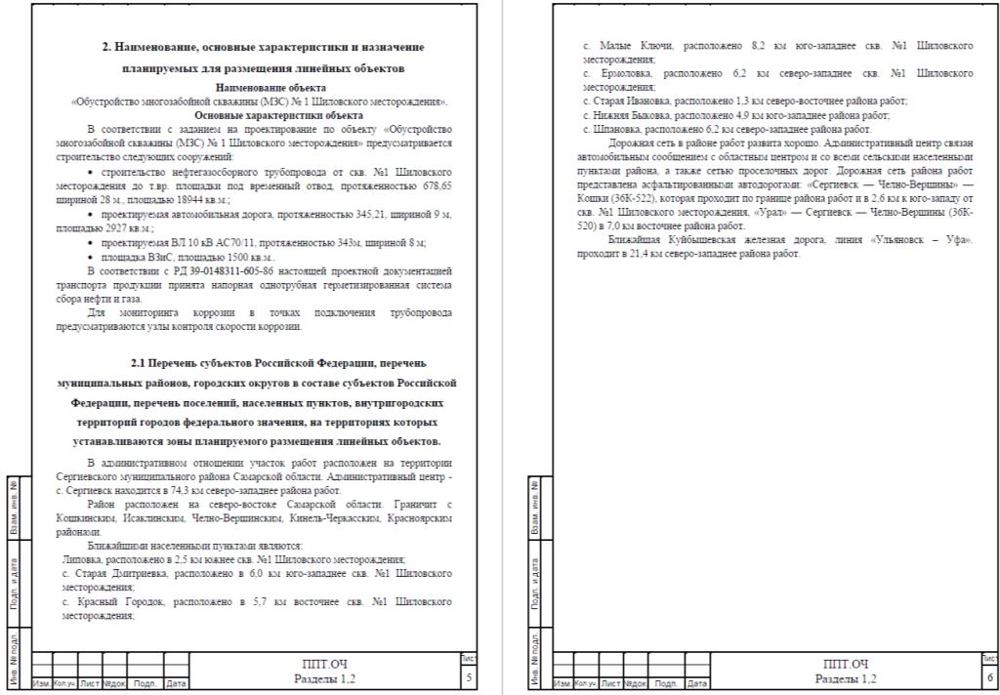 2. Наименование, основные характеристики и назначение
планируемых для размещения линейных объектов
Наименование объекта
«Обустройство многозабойной скважины (МЗС) № 1 Шиловского месторождения».
Основные характеристики объекта
В соответствии с заданием на проектирование по объекту «Обустройство
многозабойной скважины (МЗС) № 1 Шиловского месторождения» предусматривается
строительство следующих сооружений:
• строительство нефтегазосборного трубопровода от скв. №1 Шиловского
месторождения до т.вр. площадки под временный отвод, протяженностью 678,65
шириной 28 м., площадью 18944 кв.м.;
• проектируемая автомобильная дорога, протяженностью 345,21, шириной 9 м,
площадью 2927 кв.м.;
• проектируемая ВЛ 10 кВ АС70/11, протяженностью 343м, шириной 8 м;
• площадка ВЗиС, площадью 1500 кв.м..
В соответствии с РД 39-0148311-605-86 настоящей проектной документацией
транспорта продукции принята напорная однотрубная герметизированная система
сбора нефти и газа.
Для мониторинга коррозии в точках подключения трубопровода
предусматриваются узлы контроля скорости коррозии.
2.1 Перечень субъектов Российской Федерации, перечень
муниципальных районов, городских округов в составе субъектов Российской
Федерации, перечень поселений, населенных пунктов, внутригородских
территорий городов федерального значения, на территориях которых
устанавливаются зоны планируемого размещения линейных объектов.
В административном отношении участок работ расположен на территории
Сергиевского муниципального района Самарской области. Административный центр -
с. Сергиевск находится в 74,3 км северо-западнее района работ.
Район расположен на северо-востоке Самарской области. Граничит с
Кошкинским, Исаклинским, Челно-Вершинским, Кинель-Черкасским, Красноярским
районами.
Ближайшими населенными пунктами являются:
Липовка, расположено в 2,5 км южнее скв. №1 Шиловского месторождения;
с. Старая Дмитриевка, расположено в 6,0 км юго-западнее скв. №1 Шиловского
месторождения;
с. Красный Городок, расположено в 5,7 км восточнее скв. №1 Шиловского
месторождения;
Взам. инв. №
Подп. и дата
Инв. № подл.
Изм. Кол.уч. Лист №док Подп. Дата
ППТ.ОЧ
Разделы 1,2
Лист
5
с. Малые Ключи, расположено 8,2 км юго-западнее скв. №1 Шиловского
месторождения;
с. Ермоловка, расположено 6,2 км северо-западнее скв. №1 Шиловского
месторождения;
с. Старая Ивановка, расположено 1,3 км северо-восточнее района работ;
с. Нижняя Быковка, расположено 4,9 км юго-западнее района работ;
с. Шпановка, расположено 6,2 км северо-западнее района работ.
Дорожная сеть в районе работ развита хорошо. Административный центр связан
автомобильным сообщением с областным центром и со всеми сельскими населенными
пунктами района, а также сетью проселочных дорог. Дорожная сеть района работ
представлена асфальтированными автодорогами: «Сергиевск — Челно-Вершины» —
Кошки (36К-522), которая проходит по границе района работ и в 2,6 км к юго-западу от
скв. №1 Шиловского месторождения, «Урал» — Сергиевск — Челно-Вершины (36К-
520) в 7,0 км восточнее района работ.
Ближайшая Куйбышевская железная дорога, линия «Ульяновск – Уфа».
проходит в 21,4 км северо-западнее района работ.
Взам. инв. №
Подп. и дата
Инв. № подл.
Изм. Кол.уч. Лист №док Подп. Дата
ППТ.ОЧ
Разделы 1,2
Лист
6